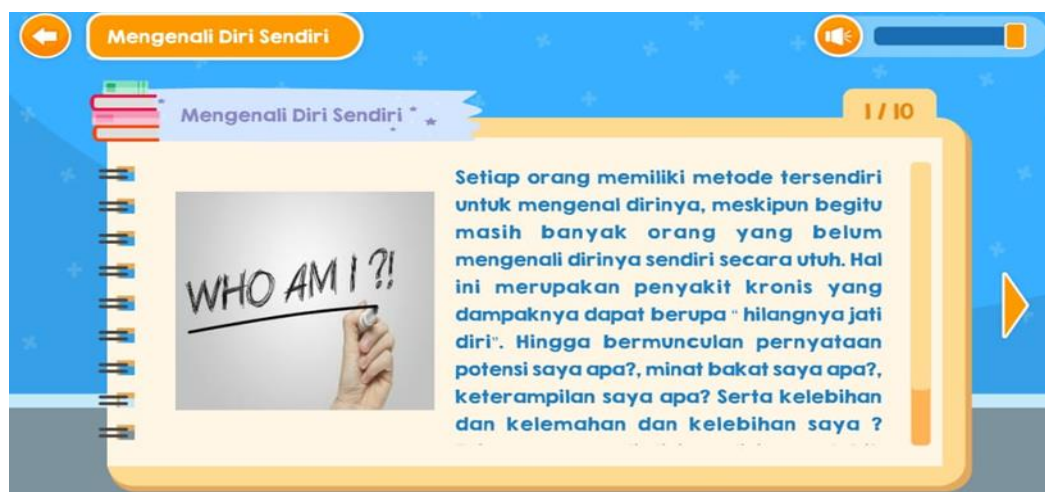 Mengenali Diri Sendiri
Mengenali Diri Sendiri
1 / 10
WHO AM I ?!
Setiap orang memiliki metode tersendiri
untuk mengenal dirinya, meskipun begitu
masih banyak orang yang belum
mengenali dirinya sendiri secara utuh. Hal
ini merupakan penyakit kronis yang
dampaknya dapat berupa " hilangnya jati
diri". Hingga bermunculan pernyataan
potensi saya apa?, minat bakat saya apa?,
keterampilan saya apa? Serta kelebihan
dan kelemahan dan kelebihan saya ?